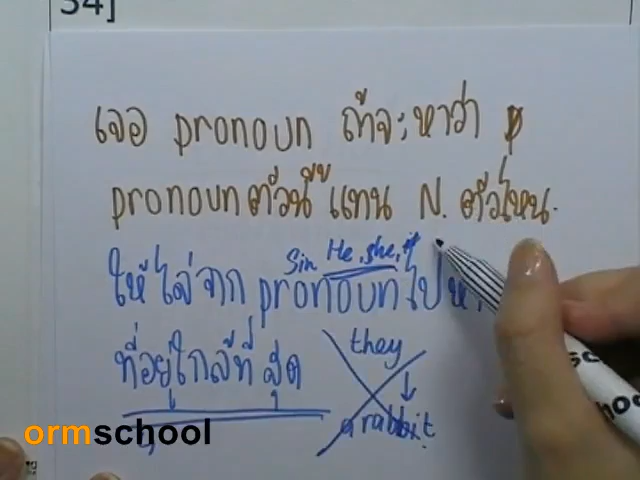 34]
เจอ pronoun ถ้าจะหาว่า
pronoun ตัวนี้ แทน N. ตัวไหน
Sin He, she, it
ให้ไล่จาก pronoun ไป
ที่อยู่ใกล้ที่สุด
they
a rabbit
ormschool